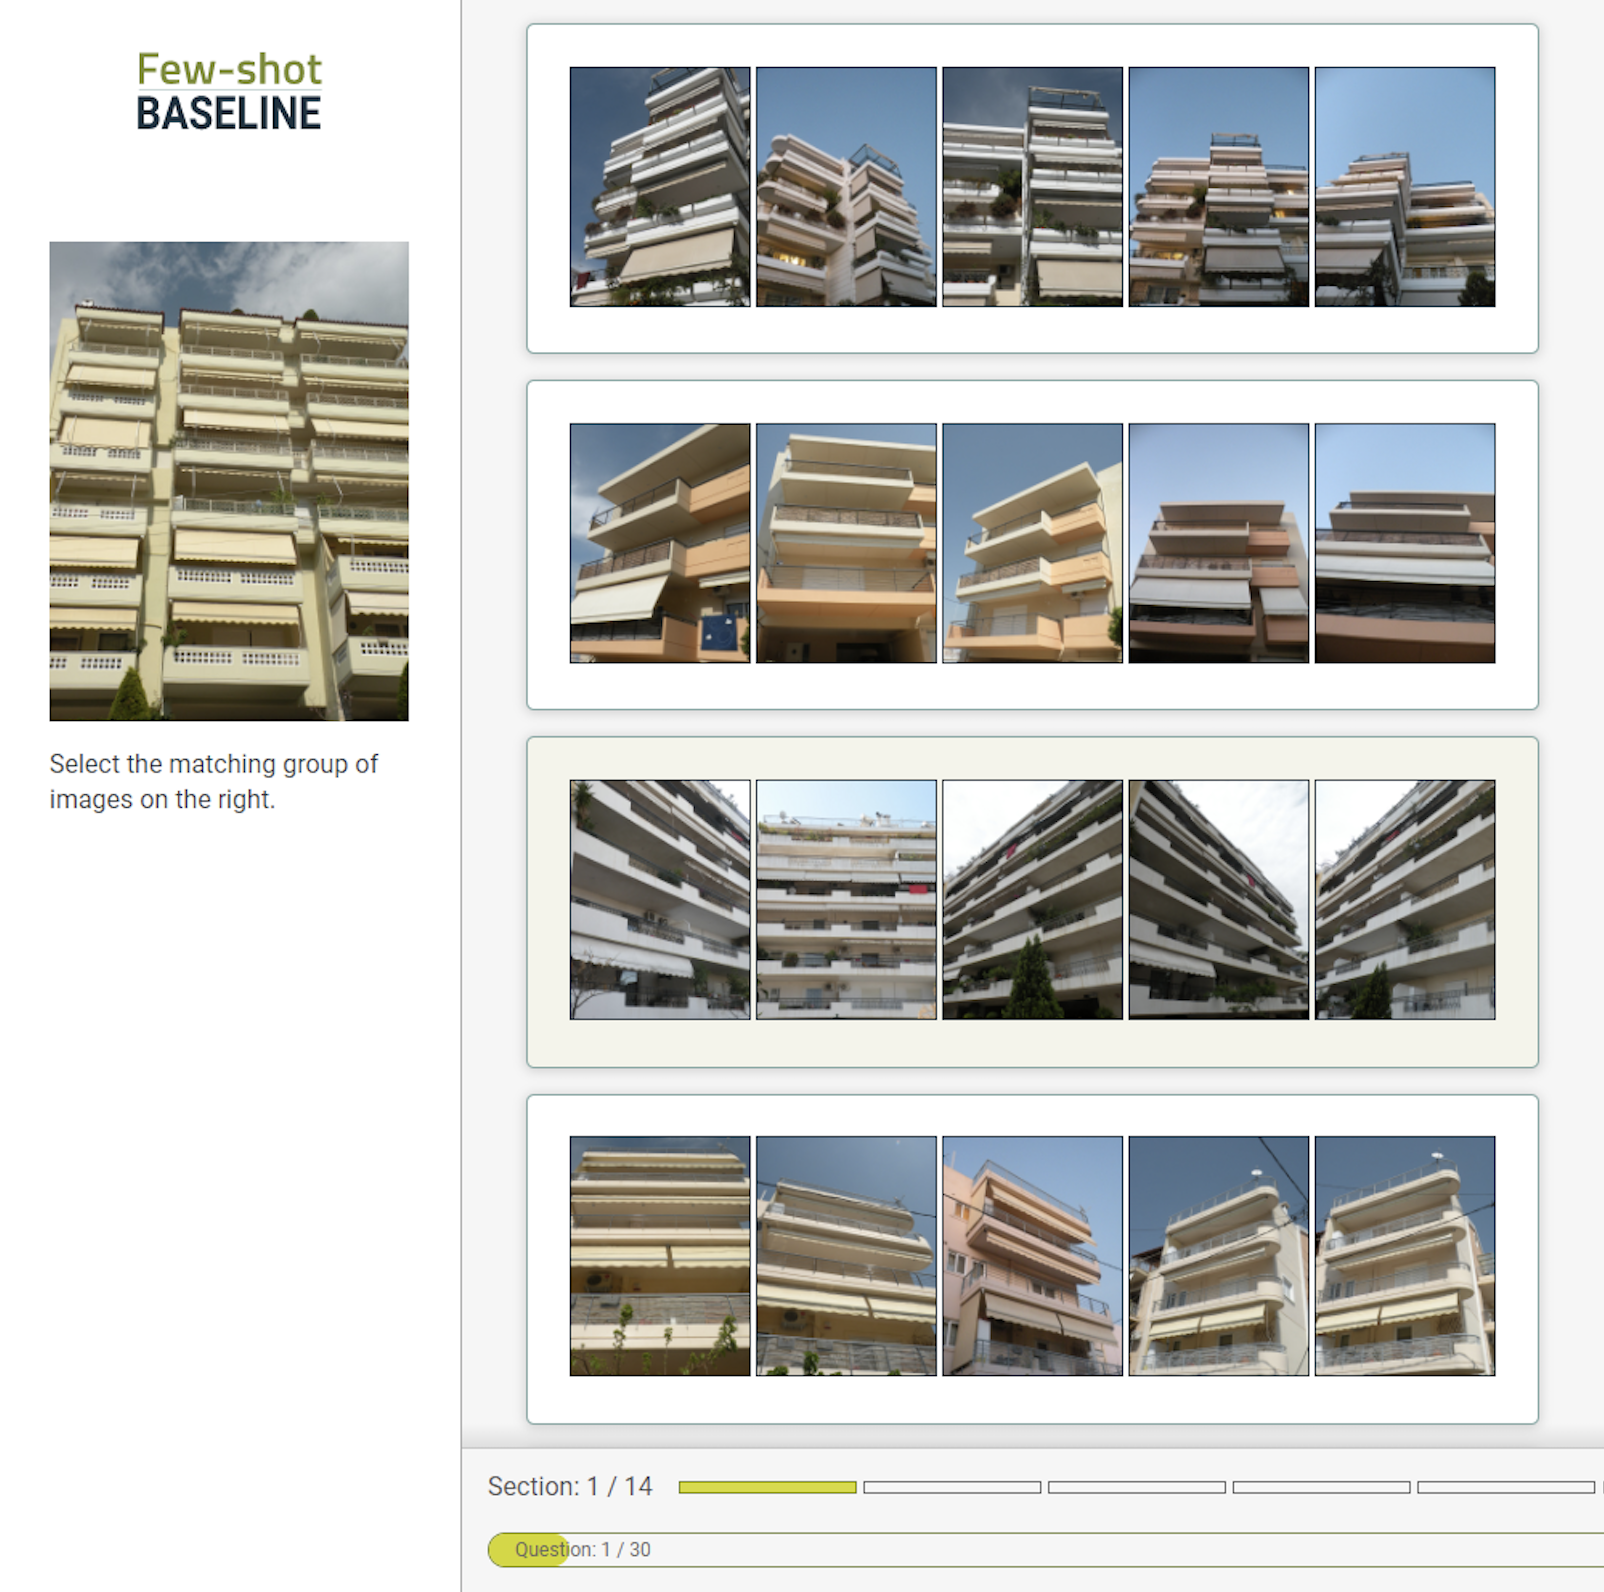 Few-shot
BASELINE
Select the matching group of
images on the right.
Section: 1 / 14
Question: 1 / 30